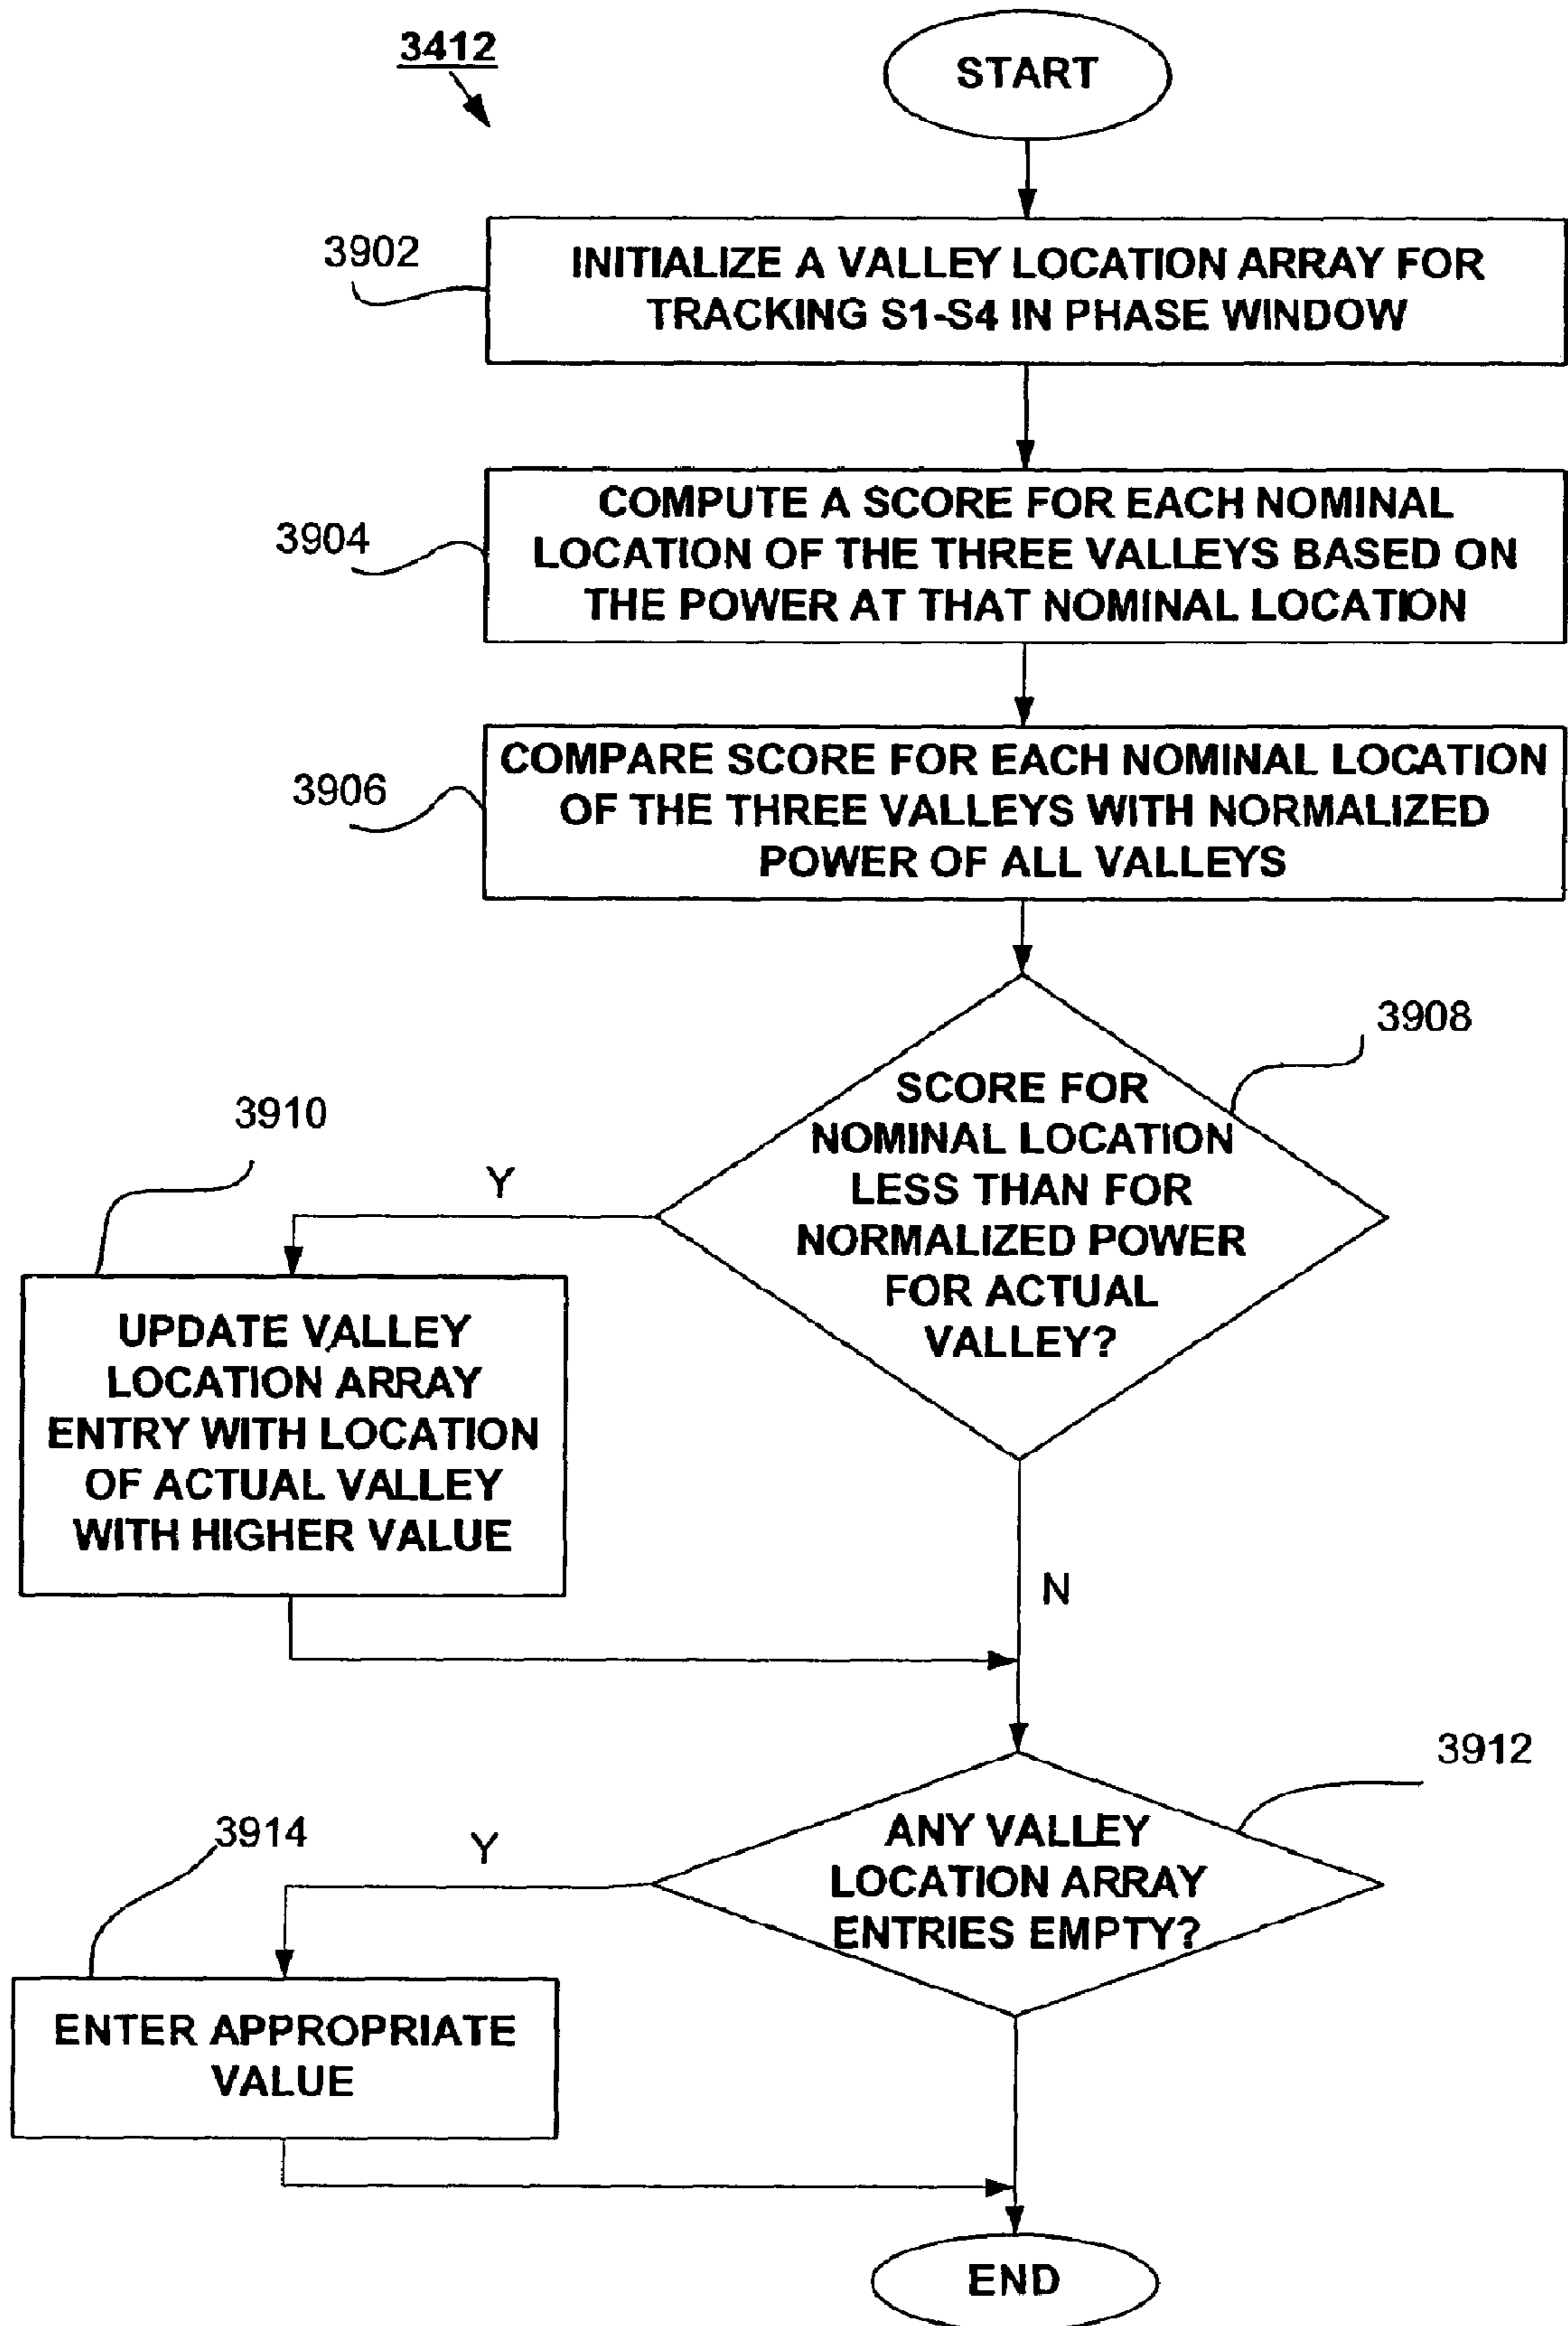 3412
START
3902
INITIALIZE A VALLEY LOCATION ARRAY FOR
TRACKING S1-S4 IN PHASE WINDOW
3904
COMPUTE A SCORE FOR EACH NOMINAL
LOCATION OF THE THREE VALLEYS BASED ON
THE POWER AT THAT NOMINAL LOCATION
3906
COMPARE SCORE FOR EACH NOMINAL LOCATION
OF THE THREE VALLEYS WITH NORMALIZED
POWER OF ALL VALLEYS
3908
SCORE FOR
NOMINAL LOCATION
LESS THAN FOR
NORMALIZED POWER
FOR ACTUAL
VALLEY?
Y
3910
UPDATE VALLEY
LOCATION ARRAY
ENTRY WITH LOCATION
OF ACTUAL VALLEY
WITH HIGHER VALUE
N
3912
ANY VALLEY
LOCATION ARRAY
ENTRIES EMPTY?
Y
3914
ENTER APPROPRIATE
VALUE
END